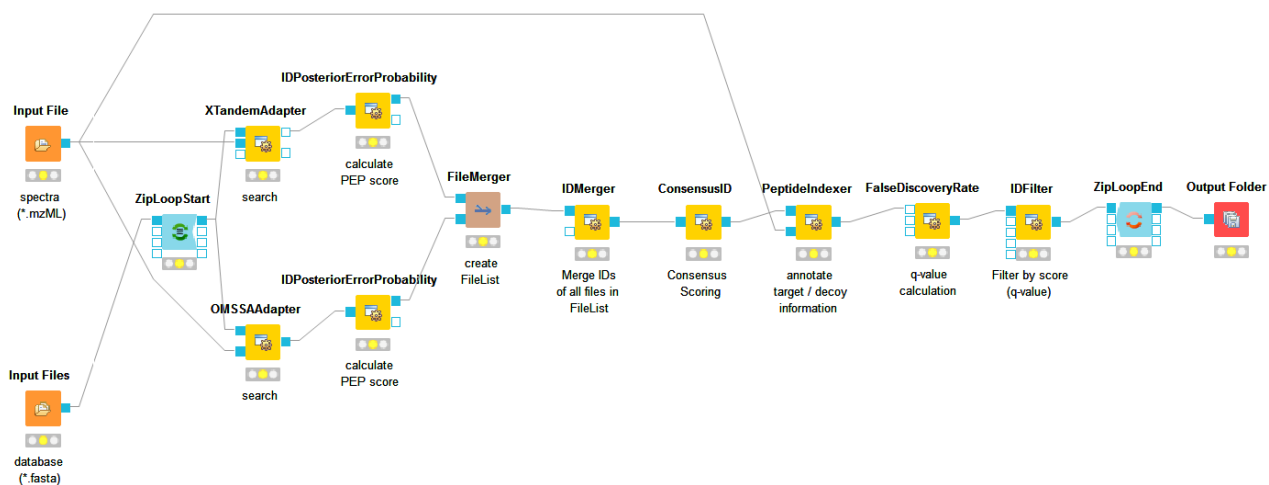 Input File
spectra
(*.mzML)
Input Files
database
(*.fasta)
ZipLoopStart
XTandemAdapter
search
OMSSAAdapter
search
IDPosteriorErrorProbability
calculate
PEP score
IDPosteriorErrorProbability
calculate
PEP score
FileMerger
create
FileList
IDMerger
Merge IDs
of all files in
FileList
ConsensusID
Consensus
Scoring
PeptideIndexer
annotate
target / decoy
information
FalseDiscoveryRate
q-value
calculation
IDFilter
Filter by score
(q-value)
ZipLoopEnd
Output Folder